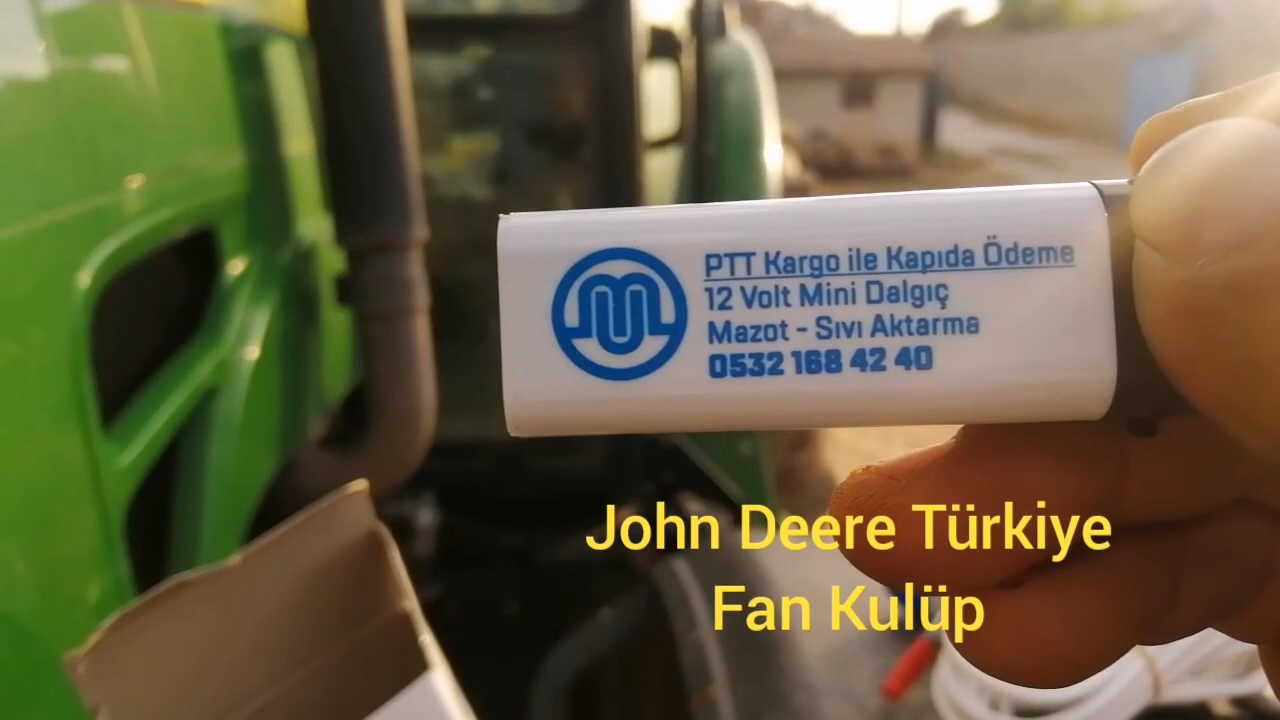 PTT Kargo ile Kapıda Ödeme
12 Volt Mini Dalgıç
Mazot - Sıvı Aktarma
0532 168 42 40
John Deere Türkiye
Fan Kulüp